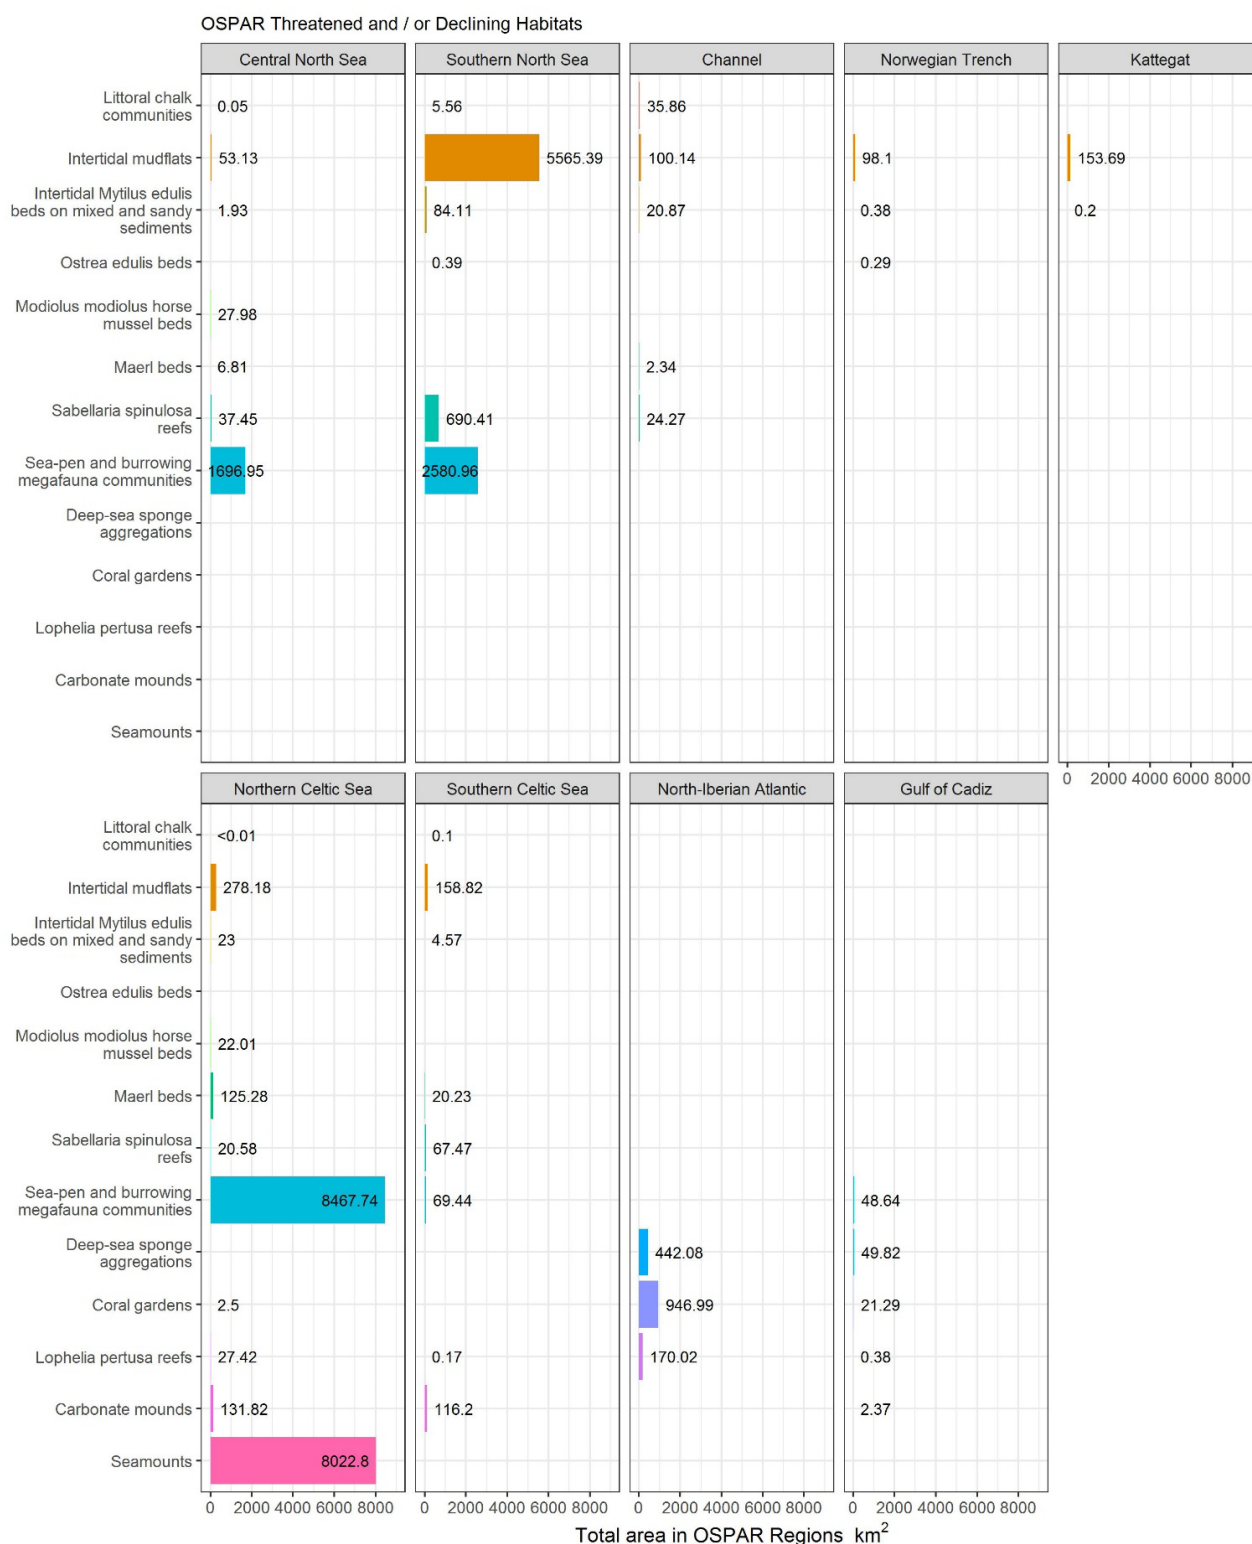 OSPAR Threatened and / or Declining Habitats
Central North Sea
Southern North Sea
Channel
Norwegian Trench
Kattegat
Littoral chalk
communities
0.05
5.56
35.86
Intertidal mudflats
53.13
5565.39
100.14
98.1
153.69
Intertidal Mytilus edulis
beds on mixed and sandy
sediments
1.93
84.11
20.87
0.38
0.2
Ostrea edulis beds
0.39
0.29
Modiolus modiolus horse
mussel beds
27.98
Maerl beds
6.81
2.34
Sabellaria spinulosa
reefs
37.45
690.41
24.27
Sea-pen and burrowing
megafauna communities
1696.95
2580.96
Deep-sea sponge
aggregations
Coral gardens
Lophelia pertusa reefs
Carbonate mounds
Seamounts
0 2000 4000 6000 8000
Northern Celtic Sea
Southern Celtic Sea
North-Iberian Atlantic
Gulf of Cadiz
Littoral chalk
communities
<0.01
0.1
Intertidal mudflats
278.18
158.82
Intertidal Mytilus edulis
beds on mixed and sandy
sediments
23
4.57
Ostrea edulis beds
Modiolus modiolus horse
mussel beds
22.01
Maerl beds
125.28
20.23
Sabellaria spinulosa
reefs
20.58
67.47
Sea-pen and burrowing
megafauna communities
8467.74
69.44
48.64
Deep-sea sponge
aggregations
442.08
49.82
Coral gardens
2.5
946.99
21.29
Lophelia pertusa reefs
27.42
0.17
170.02
0.38
Carbonate mounds
131.82
116.2
2.37
Seamounts
8022.8
0 2000 4000 6000 8000
0 2000 4000 6000 8000
0 2000 4000 6000 8000
0 2000 4000 6000 8000
Total area in OSPAR Regions km²